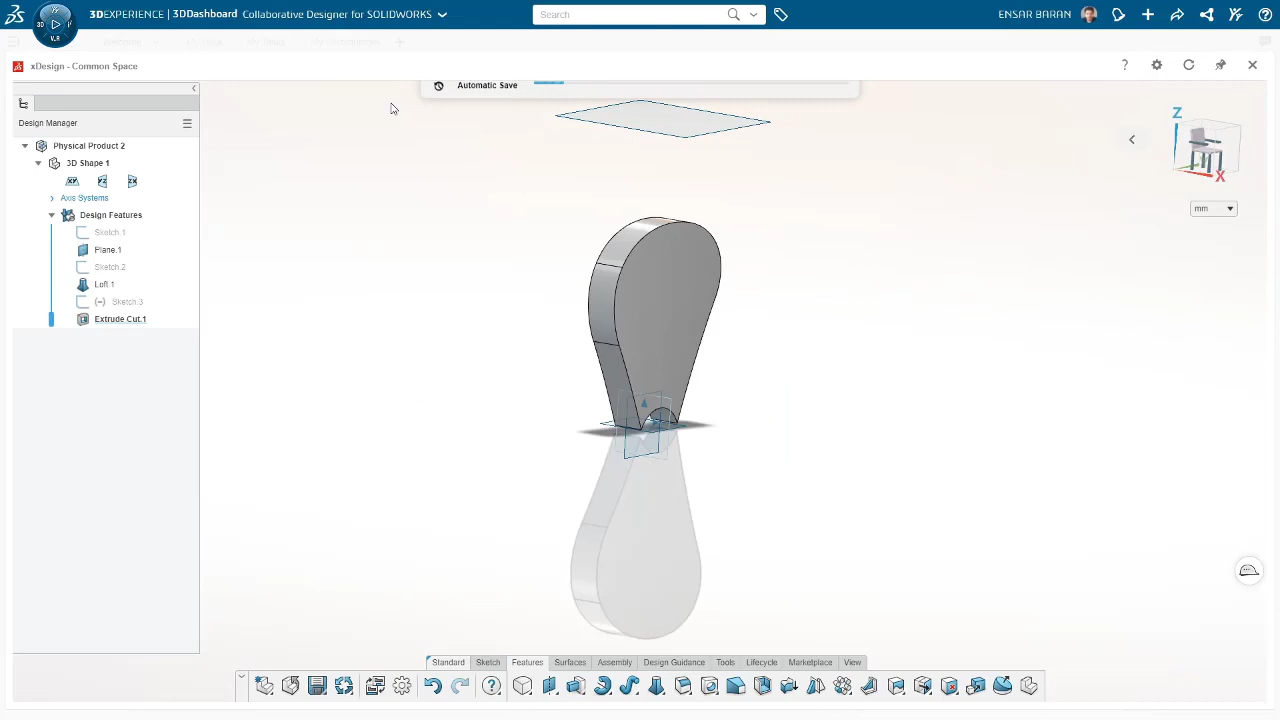 3DEXPERIENCE | 3DDashboard Collaborative Designer for SOLIDWORKS
Search
ENSAR BARAN
3D
V.R
xDesign - Common Space
Automatic Save
Design Manager
Physical Product 2
3D Shape 1
XY
YZ
ZX
Axis Systems
Design Features
Sketch.1
Plane.1
Sketch.2
Loft.1
(-) Sketch.3
Extrude Cut.1
Z
X
mm
Standard Sketch Features Surfaces Assembly Design Guidance Tools Lifecycle Marketplace View